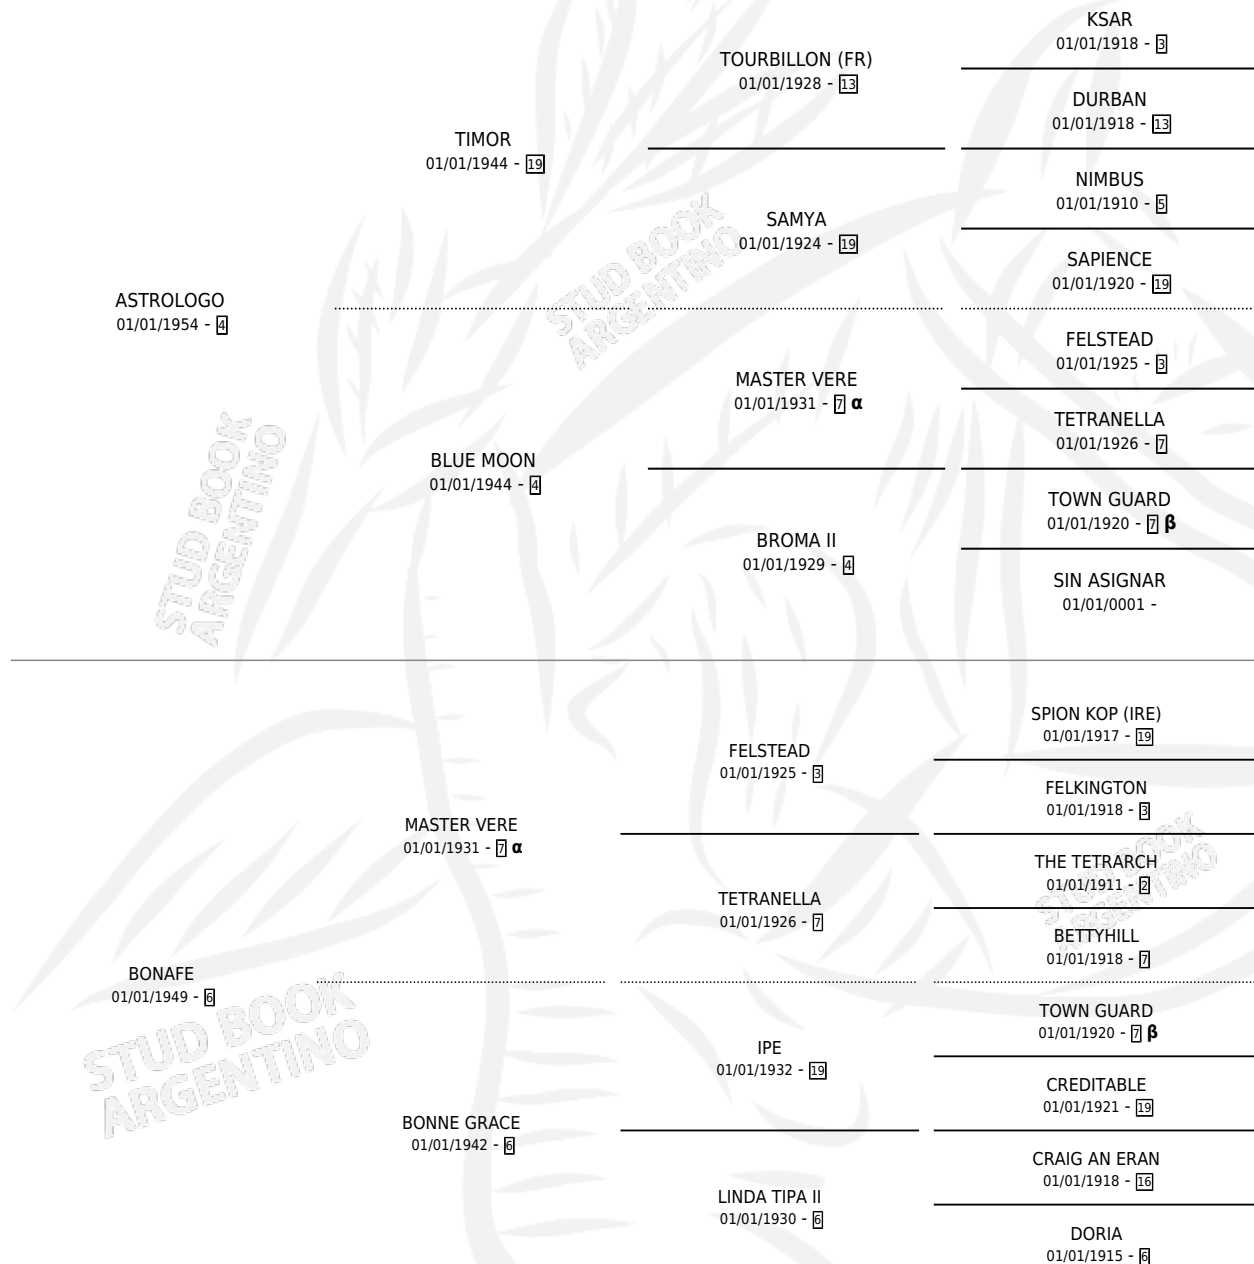 KSAR
01/01/1918 - 3
TOURBILLON (FR)
01/01/1928 - 13
DURBAN
01/01/1918 - 13
TIMOR
01/01/1944 - 19
NIMBUS
01/01/1910 - 5
SAMYA
01/01/1924 - 19
SAPIENCE
01/01/1920 - 19
ASTROLOGO
01/01/1954 - 4
FELSTEAD
01/01/1925 - 3
MASTER VERE
01/01/1931 - 7 α
TETRANELLA
01/01/1926 - 7
BLUE MOON
01/01/1944 - 4
TOWN GUARD
01/01/1920 - 7 β
BROMA II
01/01/1929 - 4
SIN ASIGNAR
01/01/0001 -
SPION KOP (IRE)
01/01/1917 - 19
FELSTEAD
01/01/1925 - 3
FELKINGTON
01/01/1918 - 3
MASTER VERE
01/01/1931 - 7 α
THE TETRARCH
01/01/1911 - 2
TETRANELLA
01/01/1926 - 7
BETTYHILL
01/01/1918 - 7
BONAFE
01/01/1949 - 6
TOWN GUARD
01/01/1920 - 7 β
IPE
01/01/1932 - 19
CREDITABLE
01/01/1921 - 19
BONNE GRACE
01/01/1942 - 6
CRAIG AN ERAN
01/01/1918 - 16
LINDA TIPA II
01/01/1930 - 6
DORIA
01/01/1915 - 6
STUD BOOK
ARGENTINO
STUD BOOK
ARGENTINO
STUD BOOK
ARGENTINO
STUD BOOK
ARGENTINO